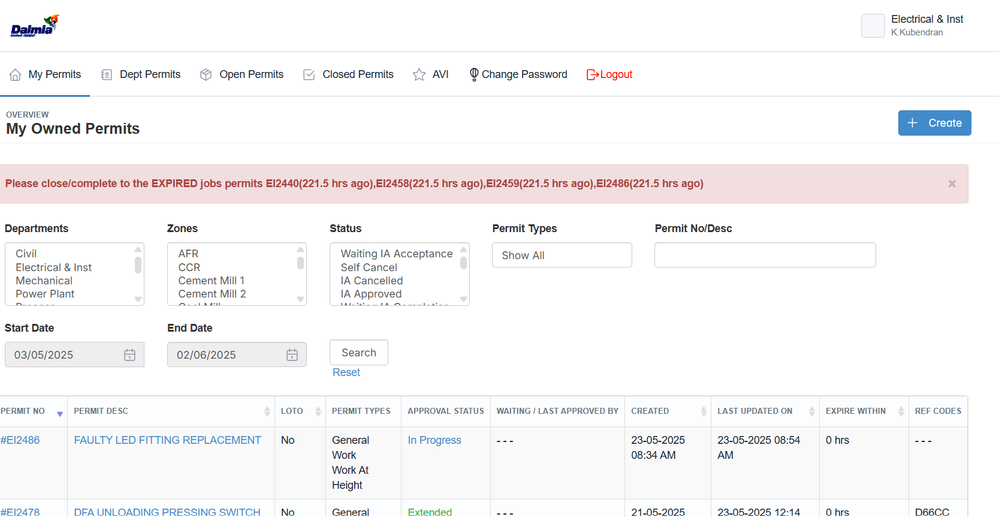 Dalmia
BHARAT CEMENT
Electrical & Inst
K.Kubendran
My Permits
Dept Permits
Open Permits
Closed Permits
AVI
Change Password
Logout
OVERVIEW
My Owned Permits
Create
Please close/complete to the EXPIRED jobs permits EI2440(221.5 hrs ago),EI2458(221.5 hrs ago),EI2459(221.5 hrs ago),EI2486(221.5 hrs ago)
×
Departments
Civil
Electrical & Inst
Mechanical
Power Plant
Zones
AFR
CCR
Cement Mill 1
Cement Mill 2
Status
Waiting IA Acceptance
Self Cancel
IA Cancelled
IA Approved
Permit Types
Show All
Permit No/Desc
Start Date
03/05/2025
End Date
02/06/2025
Search
Reset
PERMIT NO
PERMIT DESC
LOTO
PERMIT TYPES
APPROVAL STATUS
WAITING / LAST APPROVED BY
CREATED
LAST UPDATED ON
EXPIRE WITHIN
REF CODES
#EI2486
FAULTY LED FITTING REPLACEMENT
No
General
Work
Work At
Height
In Progress
- - -
23-05-2025
08:34 AM
23-05-2025 08:54
AM
0 hrs
- - -
#EI2478
DFA UNLOADING PRESSING SWITCH
No
General
Extended
- - -
21-05-2025
23-05-2025 12:14
0 hrs
D66CC